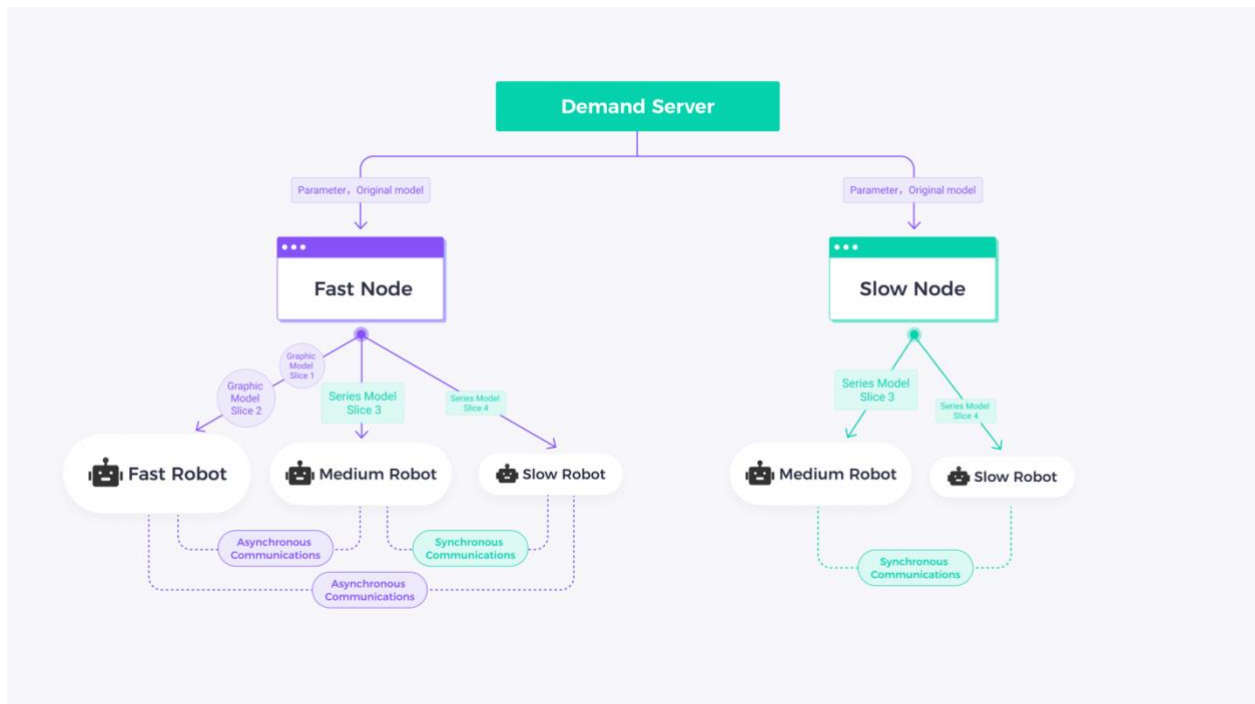 Demand Server
Parameter，Original model
Parameter，Original model
Fast Node
Slow Node
Graphic
Model
Slice 1
Graphic
Model
Slice 2
Series Model
Slice 3
Series Model
Slice 4
Series Model
Slice 3
Series Model
Slice 4
Fast Robot
Medium Robot
Slow Robot
Medium Robot
Slow Robot
Asynchronous
Communications
Synchronous
Communications
Asynchronous
Communications
Synchronous
Communications